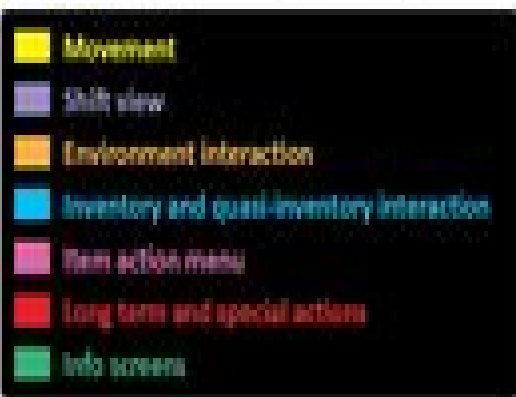 Movement
Shift view
Environment interaction
Inventory and quasi-inventory interaction
Item action menu
Long term and special actions
Info screens